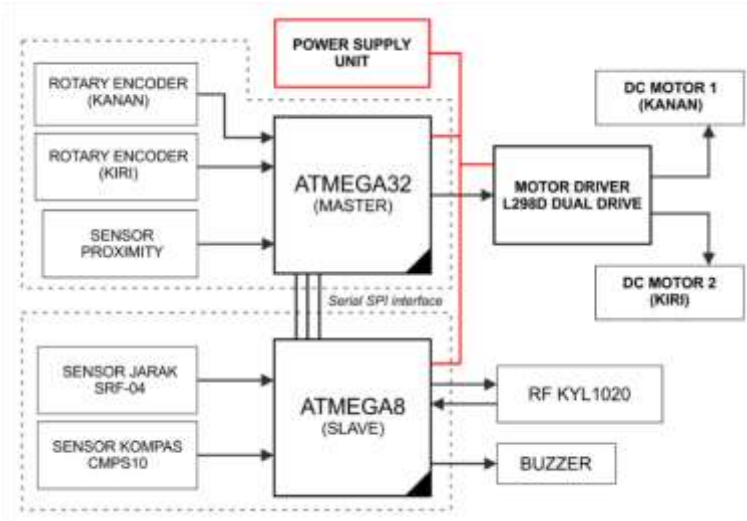 POWER SUPPLY
UNIT
ROTARY ENCODER
(KANAN)
ROTARY ENCODER
(KIRI)
SENSOR
PROXIMITY
ATMEGA32
(MASTER)
MOTOR DRIVER
L298D DUAL DRIVE
DC MOTOR 1
(KANAN)
DC MOTOR 2
(KIRI)
Serial SPI interface
SENSOR JARAK
SRF-04
SENSOR KOMPAS
CMPS10
ATMEGA8
(SLAVE)
RF KYL1020
BUZZER